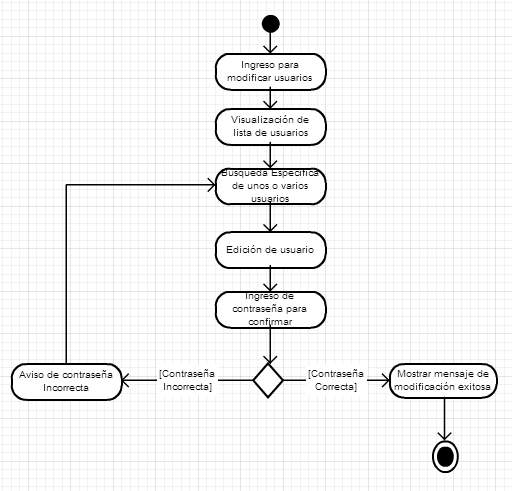 Ingreso para
modificar usuarios
Visualización de
lista de usuarios
Busqueda Especifica
de unos o varios
usuarios
Edición de usuario
Ingreso de
contraseña para
confirmar
Aviso de contraseña
Incorrecta
[Contraseña
Incorrecta]
[Contraseña
Correcta]
Mostrar mensaje de
modificación exitosa